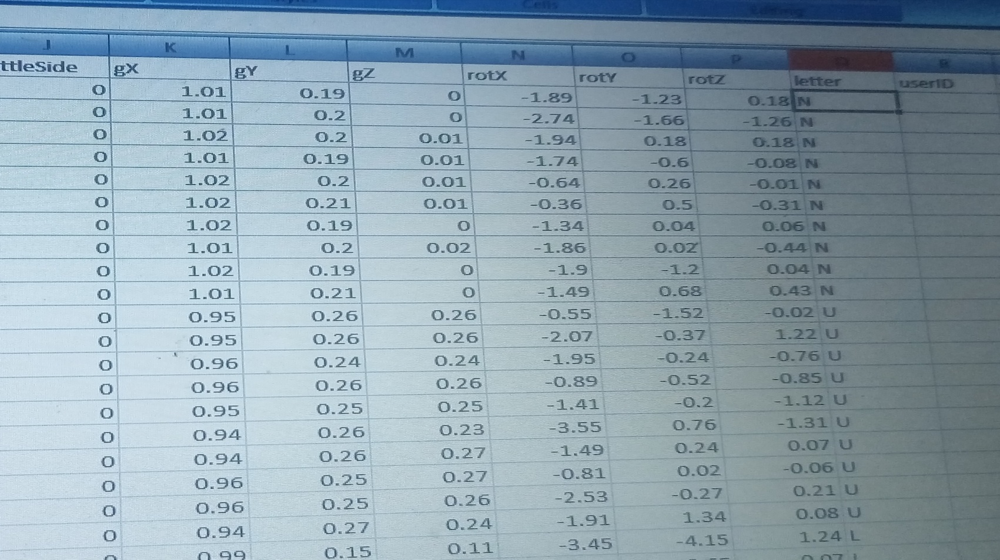 Cells
Editing
J K L M N O P Q R
ttleSide gX gY gZ rotX rotY rotZ letter userID
0 1.01 0.19 0 -1.89 -1.23 0.18 N
0 1.01 0.2 0 -2.74 -1.66 -1.26 N
0 1.02 0.2 0.01 -1.94 0.18 0.18 N
0 1.01 0.19 0.01 -1.74 -0.6 -0.08 N
0 1.02 0.2 0.01 -0.64 0.26 -0.01 N
0 1.02 0.21 0.01 -0.36 0.5 -0.31 N
0 1.02 0.19 0 -1.34 0.04 0.06 N
0 1.01 0.2 0.02 -1.86 0.02 -0.44 N
0 1.02 0.19 0 -1.9 -1.2 0.04 N
0 1.01 0.21 0 -1.49 0.68 0.43 N
0 0.95 0.26 0.26 -0.55 -1.52 -0.02 U
0 0.95 0.26 0.26 -2.07 -0.37 1.22 U
0 0.96 0.24 0.24 -1.95 -0.24 -0.76 U
0 0.96 0.26 0.26 -0.89 -0.52 -0.85 U
0 0.95 0.25 0.25 -1.41 -0.2 -1.12 U
0 0.94 0.26 0.23 -3.55 0.76 -1.31 U
0 0.94 0.26 0.27 -1.49 0.24 0.07 U
0 0.96 0.25 0.27 -0.81 0.02 -0.06 U
0 0.96 0.25 0.26 -2.53 -0.27 0.21 U
0 0.94 0.27 0.24 -1.91 1.34 0.08 U
0 0.99 0.15 0.11 -3.45 -4.15 1.24 L